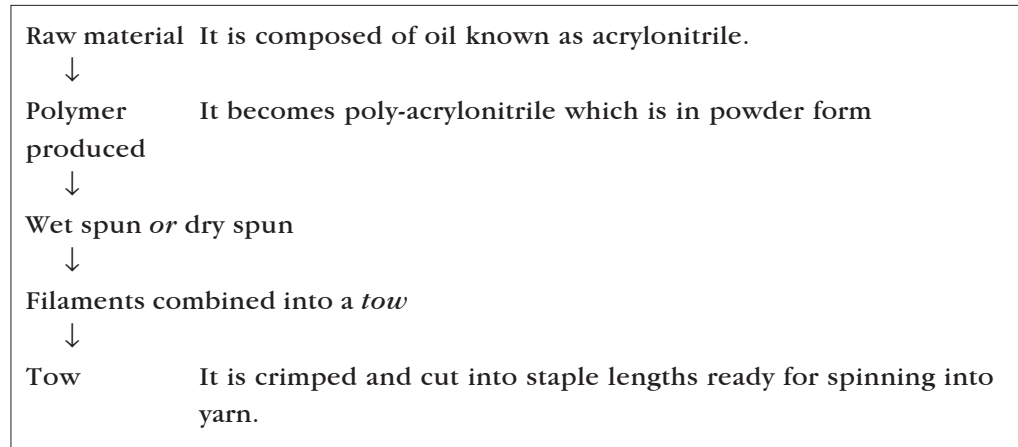 Raw material It is composed of oil known as acrylonitrile.
↓
Polymer It becomes poly-acrylonitrile which is in powder form
produced
↓
Wet spun or dry spun
↓
Filaments combined into a tow
↓
Tow It is crimped and cut into staple lengths ready for spinning into
yarn.